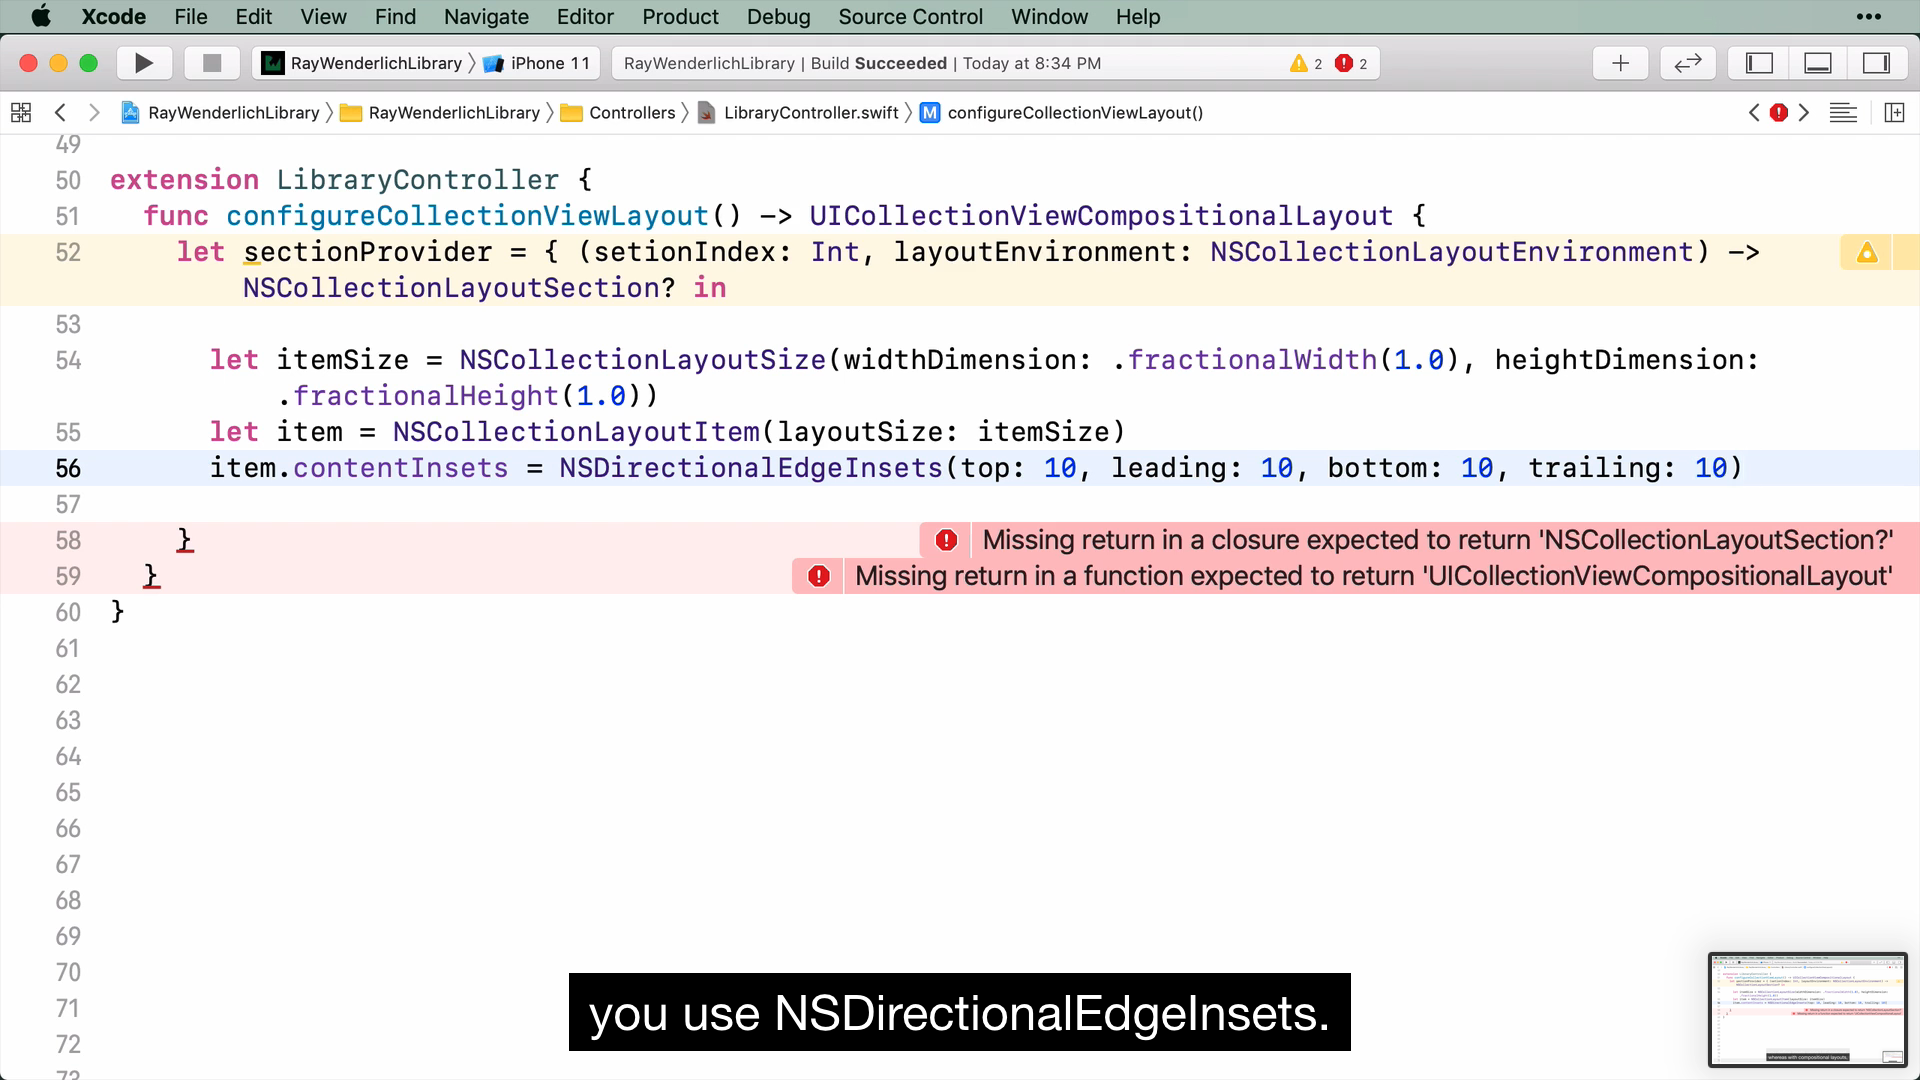 Xcode File Edit View Find Navigate Editor Product Debug Source Control Window Help •••
RayWenderlichLibrary 〉 iPhone 11 RayWenderlichLibrary | Build Succeeded | Today at 8:34 PM 2 2
RayWenderlichLibrary 〉 RayWenderlichLibrary 〉 Controllers 〉 LibraryController.swift 〉 M configureCollectionViewLayout()
49
50 extension LibraryController {
51 func configureCollectionViewLayout() -> UICollectionViewCompositionalLayout {
52 let sectionProvider = { (setionIndex: Int, layoutEnvironment: NSCollectionLayoutEnvironment) ->
NSCollectionLayoutSection? in
53
54 let itemSize = NSCollectionLayoutSize(widthDimension: .fractionalWidth(1.0), heightDimension:
.fractionalHeight(1.0))
55 let item = NSCollectionLayoutItem(layoutSize: itemSize)
56 item.contentInsets = NSDirectionalEdgeInsets(top: 10, leading: 10, bottom: 10, trailing: 10)
57
58 } Missing return in a closure expected to return 'NSCollectionLayoutSection?'
59 } Missing return in a function expected to return 'UICollectionViewCompositionalLayout'
60 }
61
62
63
64
65
66
67
68
69
70
71
72
73
you use NSDirectionalEdgeInsets.
whereas with compositional layouts,